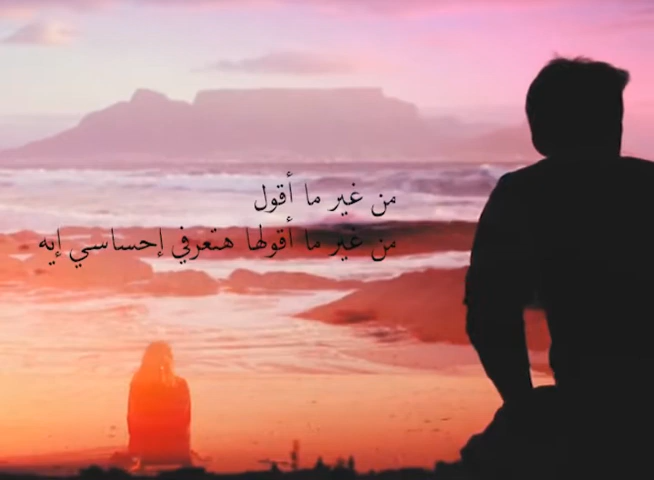 من غير ما أقول
من غير ما أقولها هتعرفي إحساسي إيه